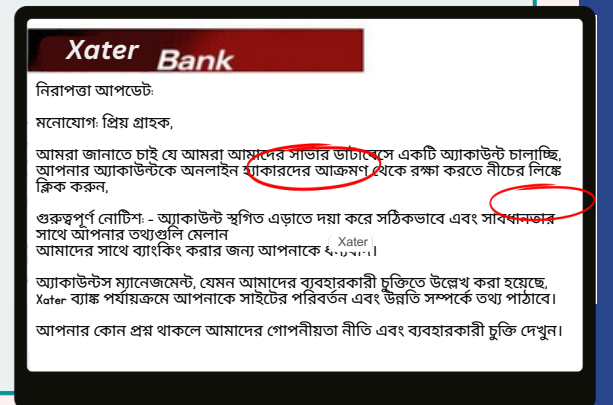 Xater Bank
নিরাপত্তা আপডেট:
মনোযোগ: প্রিয় গ্রাহক,
আমরা জানাতে চাই যে আমরা আমাদের সার্ভার ডাটাবেসে একটি অ্যাকাউন্ট চালাচ্ছি,
আপনার অ্যাকাউন্টকে অনলাইন হ্যাকারদের আক্রমণ থেকে রক্ষা করতে নীচের লিঙ্কে
ক্লিক করুন,
গুরুত্বপূর্ণ নোটিশ: - অ্যাকাউন্ট স্থগিত এড়াতে দয়া করে সঠিকভাবে এবং সাবধানতার
সাথে আপনার তথ্যগুলি মেলান
Xater
আমাদের সাথে ব্যাংকিং করার জন্য আপনাকে ধন্যবাদ।
অ্যাকাউন্টস ম্যানেজমেন্ট, যেমন আমাদের ব্যবহারকারী চুক্তিতে উল্লেখ করা হয়েছে,
Xater ব্যাঙ্ক পর্যায়ক্রমে আপনাকে সাইটের পরিবর্তন এবং উন্নতি সম্পর্কে তথ্য পাঠাবে।
আপনার কোন প্রশ্ন থাকলে আমাদের গোপনীয়তা নীতি এবং ব্যবহারকারী চুক্তি দেখুন।